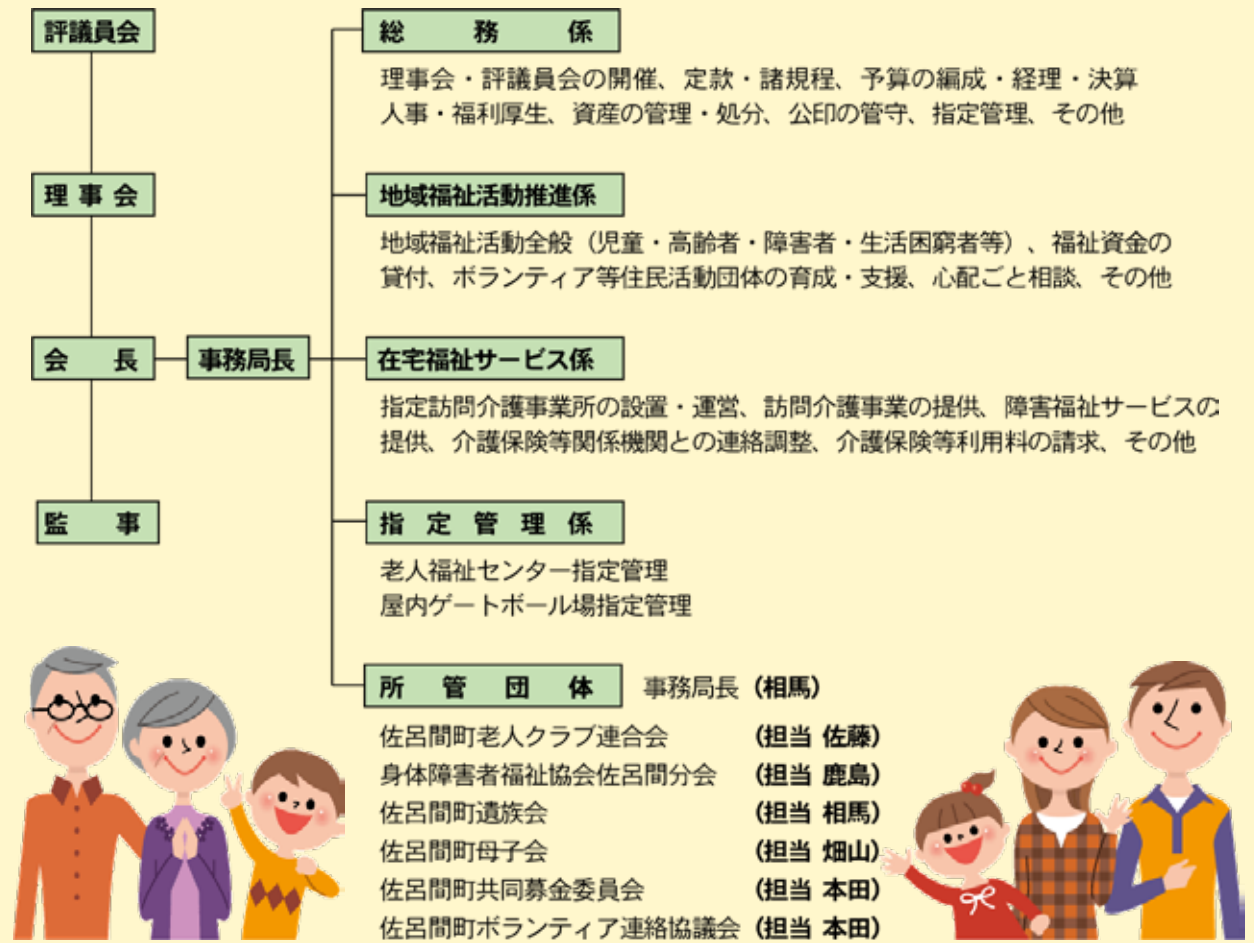 評議員会
理事会
会長
事務局長
監事
総務係
理事会・評議員会の開催、定款・諸規程、予算の編成・経理・決算
人事・福利厚生、資産の管理・処分、公印の管守、指定管理、その他
地域福祉活動推進係
地域福祉活動全般（児童・高齢者・障害者・生活困窮者等）、福祉資金の
貸付、ボランティア等住民活動団体の育成・支援、心配ごと相談、その他
在宅福祉サービス係
指定訪問介護事業所の設置・運営、訪問介護事業の提供、障害福祉サービスの
提供、介護保険等関係機関との連絡調整、介護保険等利用料の請求、その他
指定管理係
老人福祉センター指定管理
屋内ゲートボール場指定管理
所管団体 事務局長（相馬）
佐呂間町老人クラブ連合会 （担当 佐藤）
身体障害者福祉協会佐呂間分会 （担当 鹿島）
佐呂間町遺族会 （担当 相馬）
佐呂間町母子会 （担当 畑山）
佐呂間町共同募金委員会 （担当 本田）
佐呂間町ボランティア連絡協議会 （担当 本田）